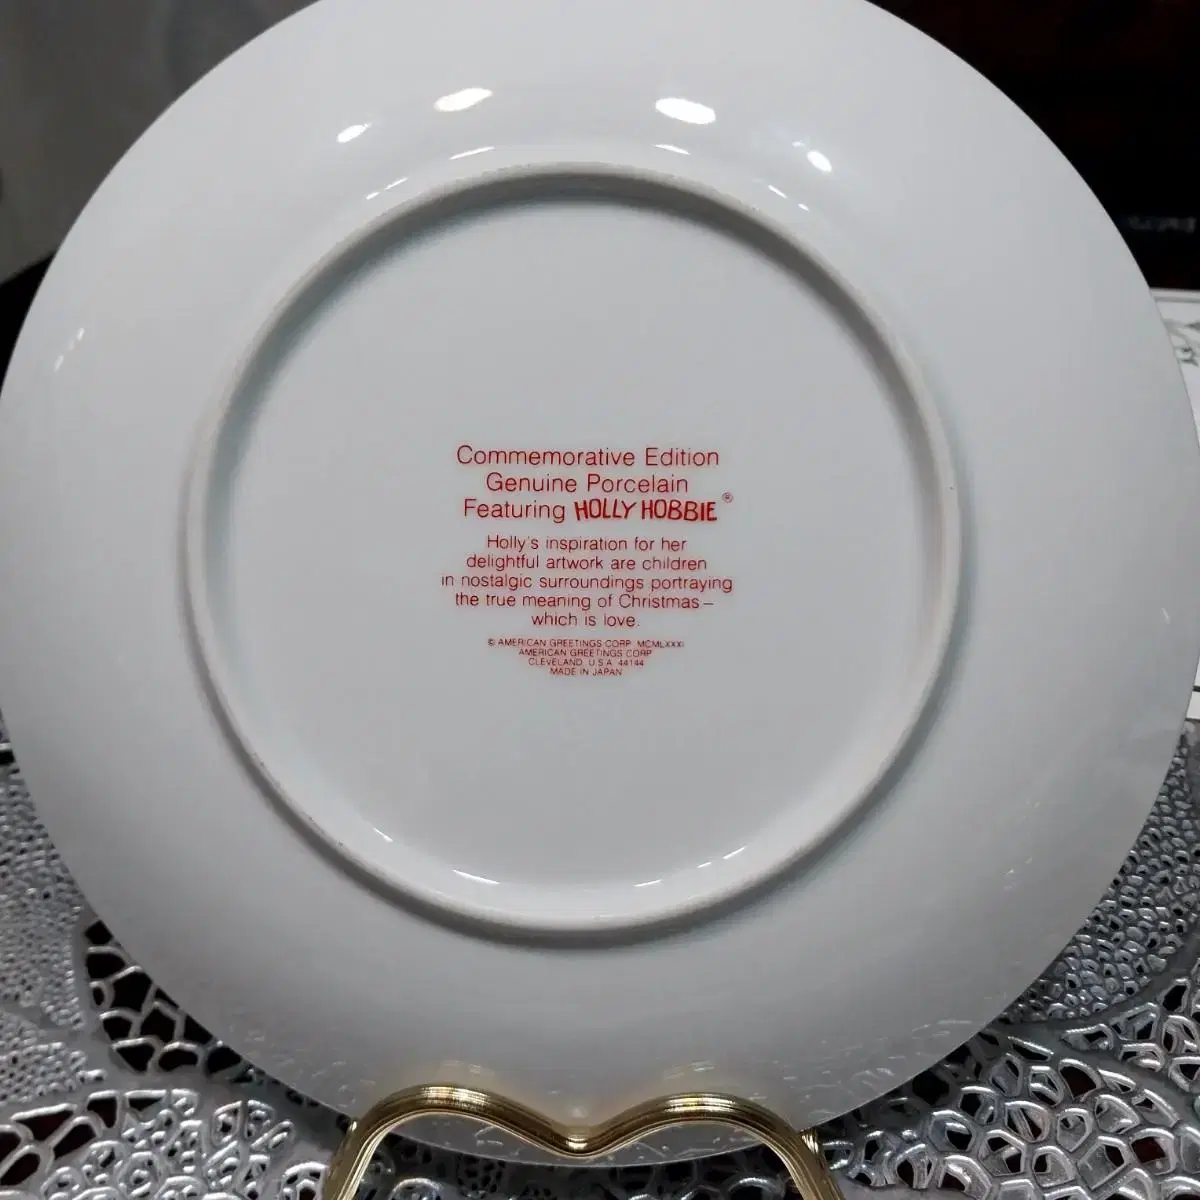 Commemorative Edition
Genuine Porcelain
Featuring HOLLY HOBBIE®
Holly's inspiration for her
delightful artwork are children
in nostalgic surroundings portraying
the true meaning of Christmas–
which is love.
© AMERICAN GREETINGS CORP. MCMLXXXI
AMERICAN GREETINGS CORP.
CLEVELAND, U.S.A. 44144
MADE IN JAPAN